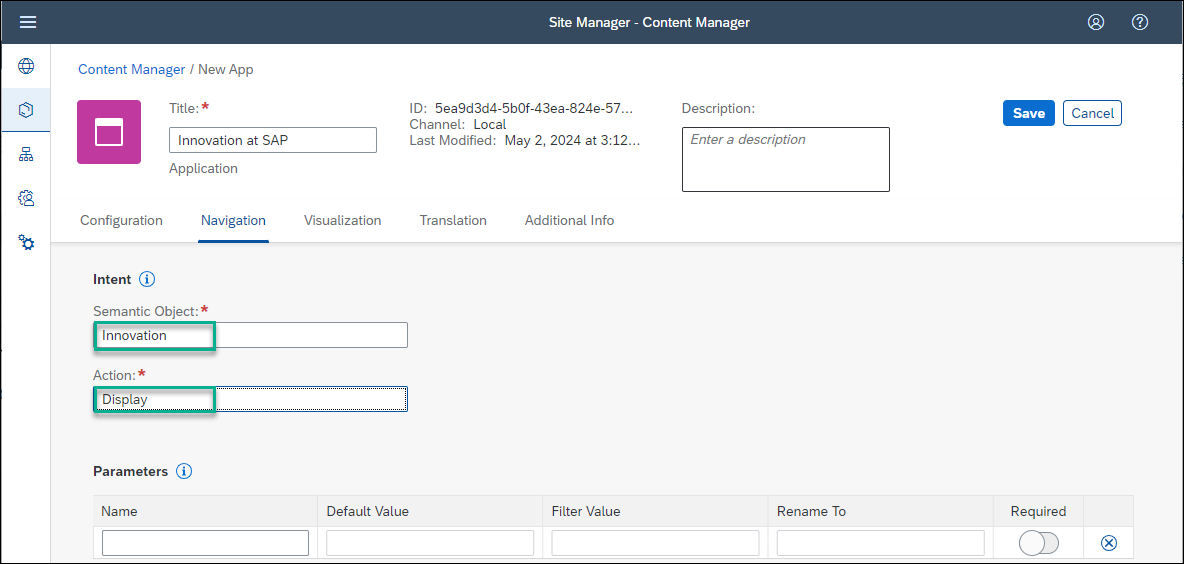 Site Manager - Content Manager
Content Manager / New App
Title:*
Innovation at SAP
Application
ID: 5ea9d3d4-5b0f-43ea-824e-57...
Channel: Local
Last Modified: May 2, 2024 at 3:12...
Description:
Enter a description
Save
Cancel
Configuration
Navigation
Visualization
Translation
Additional Info
Intent
Semantic Object:*
Innovation
Action:*
Display
Parameters
Name Default Value Filter Value Rename To Required